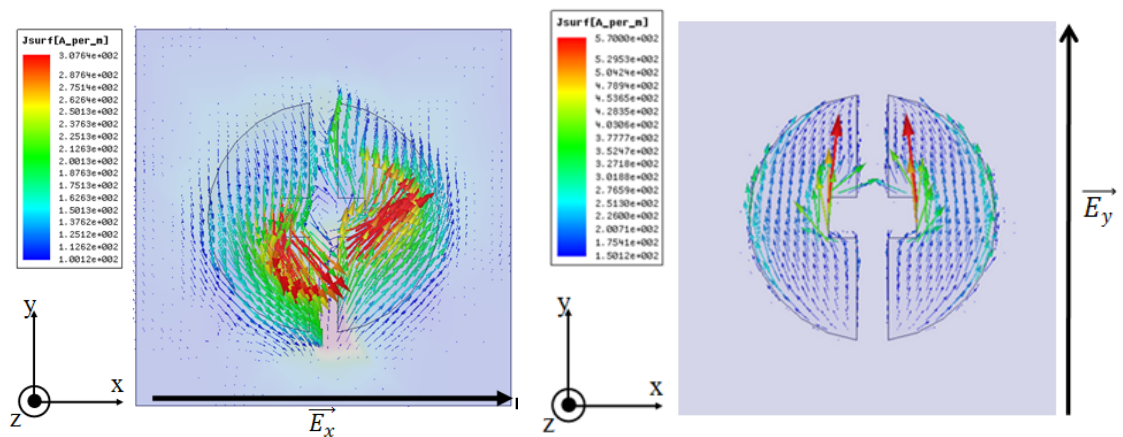 Jsurf[A_per_m]
3.0764e+002
2.8764e+002
2.7514e+002
2.6264e+002
2.5013e+002
2.3763e+002
2.2513e+002
2.1263e+002
2.0013e+002
1.8763e+002
1.7513e+002
1.6263e+002
1.5013e+002
1.3762e+002
1.2512e+002
1.1262e+002
1.0012e+002
y
x
z
E_x
Jsurf[A_per_m]
5.7000e+002
5.2953e+002
5.0424e+002
4.7894e+002
4.5365e+002
4.2835e+002
4.0306e+002
3.7777e+002
3.5247e+002
3.2718e+002
3.0188e+002
2.7659e+002
2.5130e+002
2.2600e+002
2.0071e+002
1.7541e+002
1.5012e+002
y
x
z
E_y